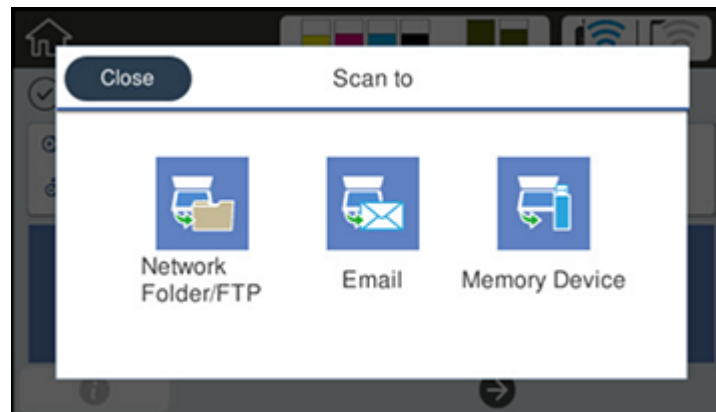 Close
Scan to
Network
Folder/FTP
Email
Memory Device